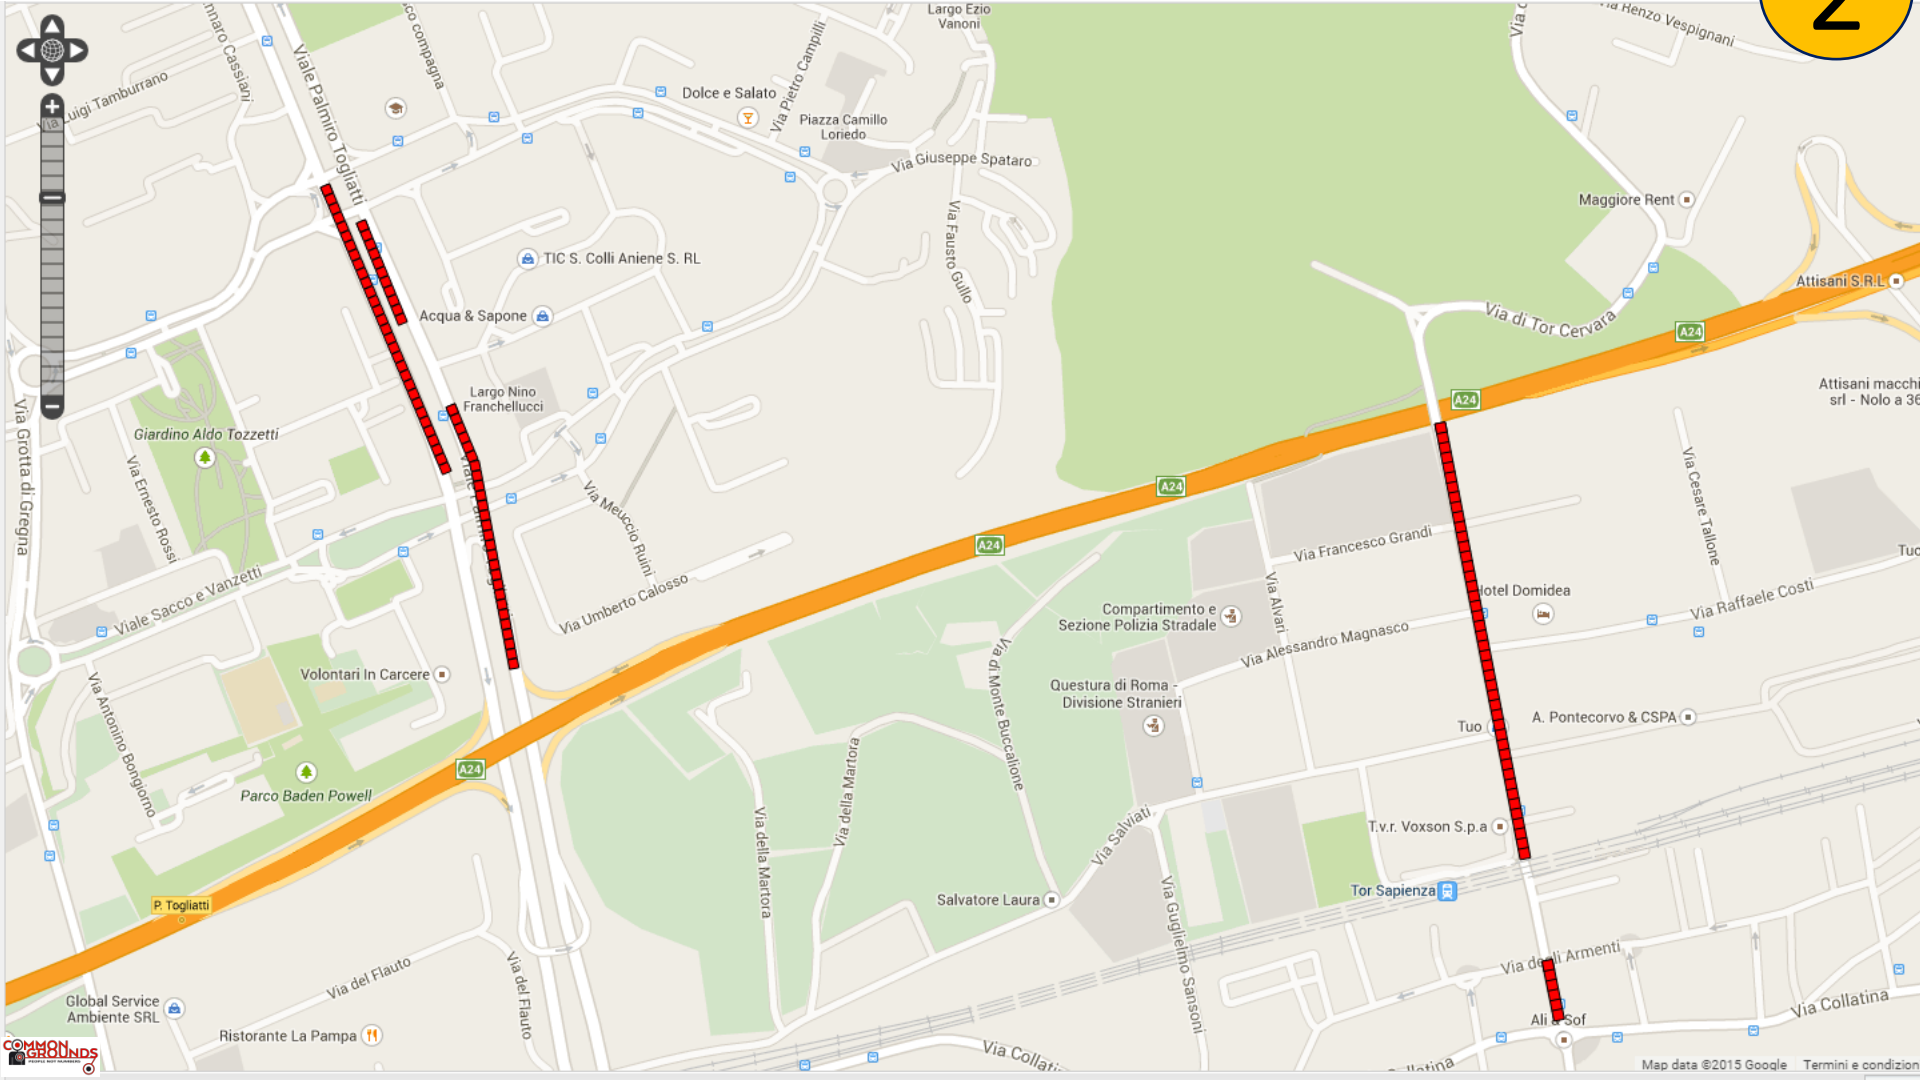 Largo Ezio
Vanoni
2
Via Renzo Vespignani
Viale Palmiro Togliatti
Via Luigi Tamburrano
Dolce e Salato
Via Pietro Campilli
Piazza Camillo
Loriedo
Via Giuseppe Spataro
Via Fausto Gullo
Maggiore Rent
TIC S. Colli Aniene S. RL
Acqua & Sapone
Attisani S.R.L
Via di Tor Cervara
A24
A24
Largo Nino
Franchellucci
Attisani macchi
srl - Nolo a 36
Giardino Aldo Tozzetti
Via Grotta di Gregna
Via Ernesto Rossi
Via Meuccio Ruini
A24
A24
Via Cesare Tallone
Via Francesco Grandi
Tuo
Viale Sacco e Vanzetti
Via Umberto Calosso
Via Alvari
Hotel Domidea
Compartimento e
Sezione Polizia Stradale
Via Raffaele Costi
Via Alessandro Magnasco
Volontari In Carcere
Via di Monte Buccalione
Questura di Roma -
Divisione Stranieri
Tuo
A. Pontecorvo & CSPA
Via Antonino Bongiorno
A24
Parco Baden Powell
Via della Martora
Via della Martora
Via Salviati
T.v.r. Voxson S.p.a
Tor Sapienza
P. Togliatti
Salvatore Laura
Via Guglielmo Sansoni
Via degli Armenti
Via del Flauto
Via del Flauto
Global Service
Ambiente SRL
Via Collatina
Ali & Sof
Ristorante La Pampa
COMMON
GROUNDS
Map data ©2015 Google
Termini e condizion